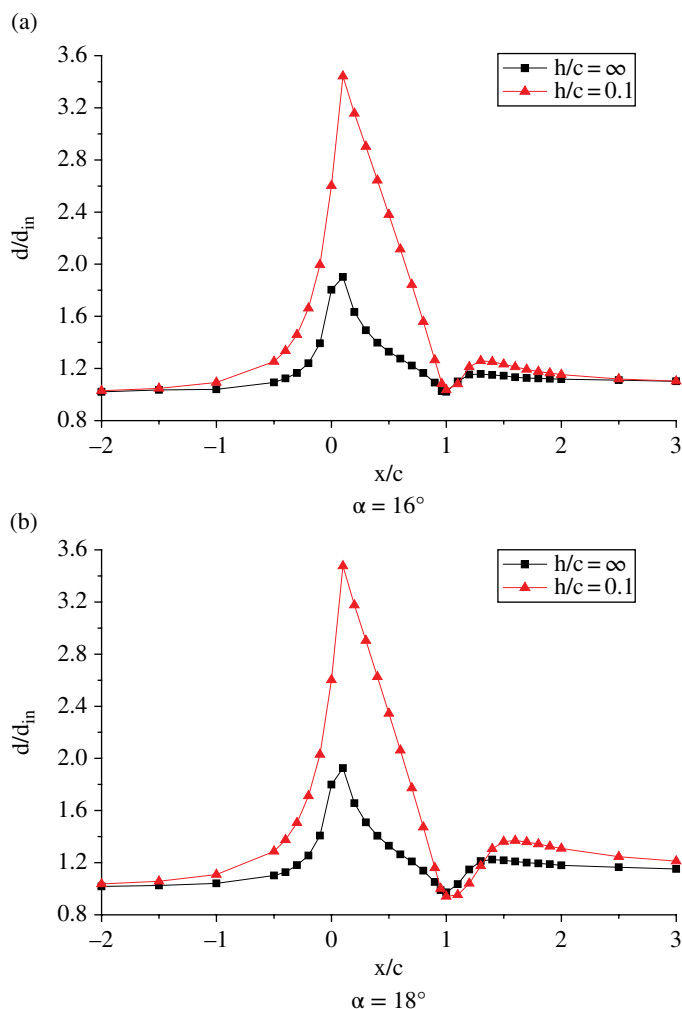 (a)
3.6
3.2
2.8
2.4
2.0
1.6
1.2
0.8
d/d_in
h/c = ∞
h/c = 0.1
−2 −1 0 1 2 3
x/c
α = 16°
(b)
3.6
3.2
2.8
2.4
2.0
1.6
1.2
0.8
d/d_in
h/c = ∞
h/c = 0.1
−2 −1 0 1 2 3
x/c
α = 18°